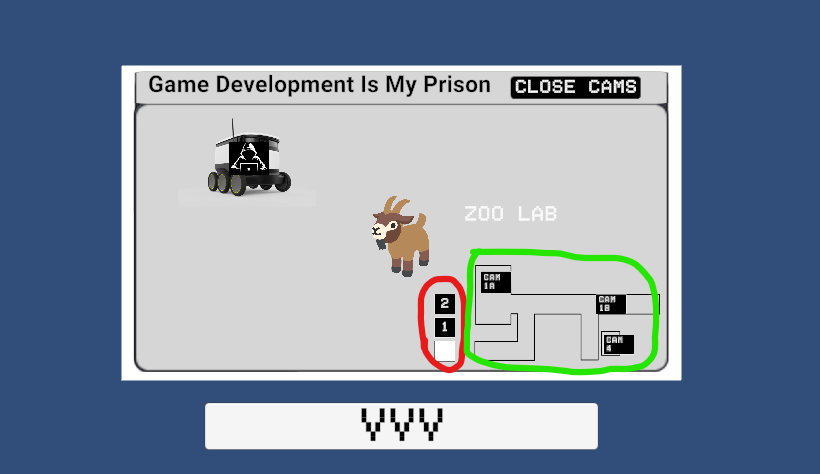 Game Development Is My Prison
CLOSE CAMS
ZOO LAB
CAM
1A
2
CAM
1B
1
CAM
4
VVV